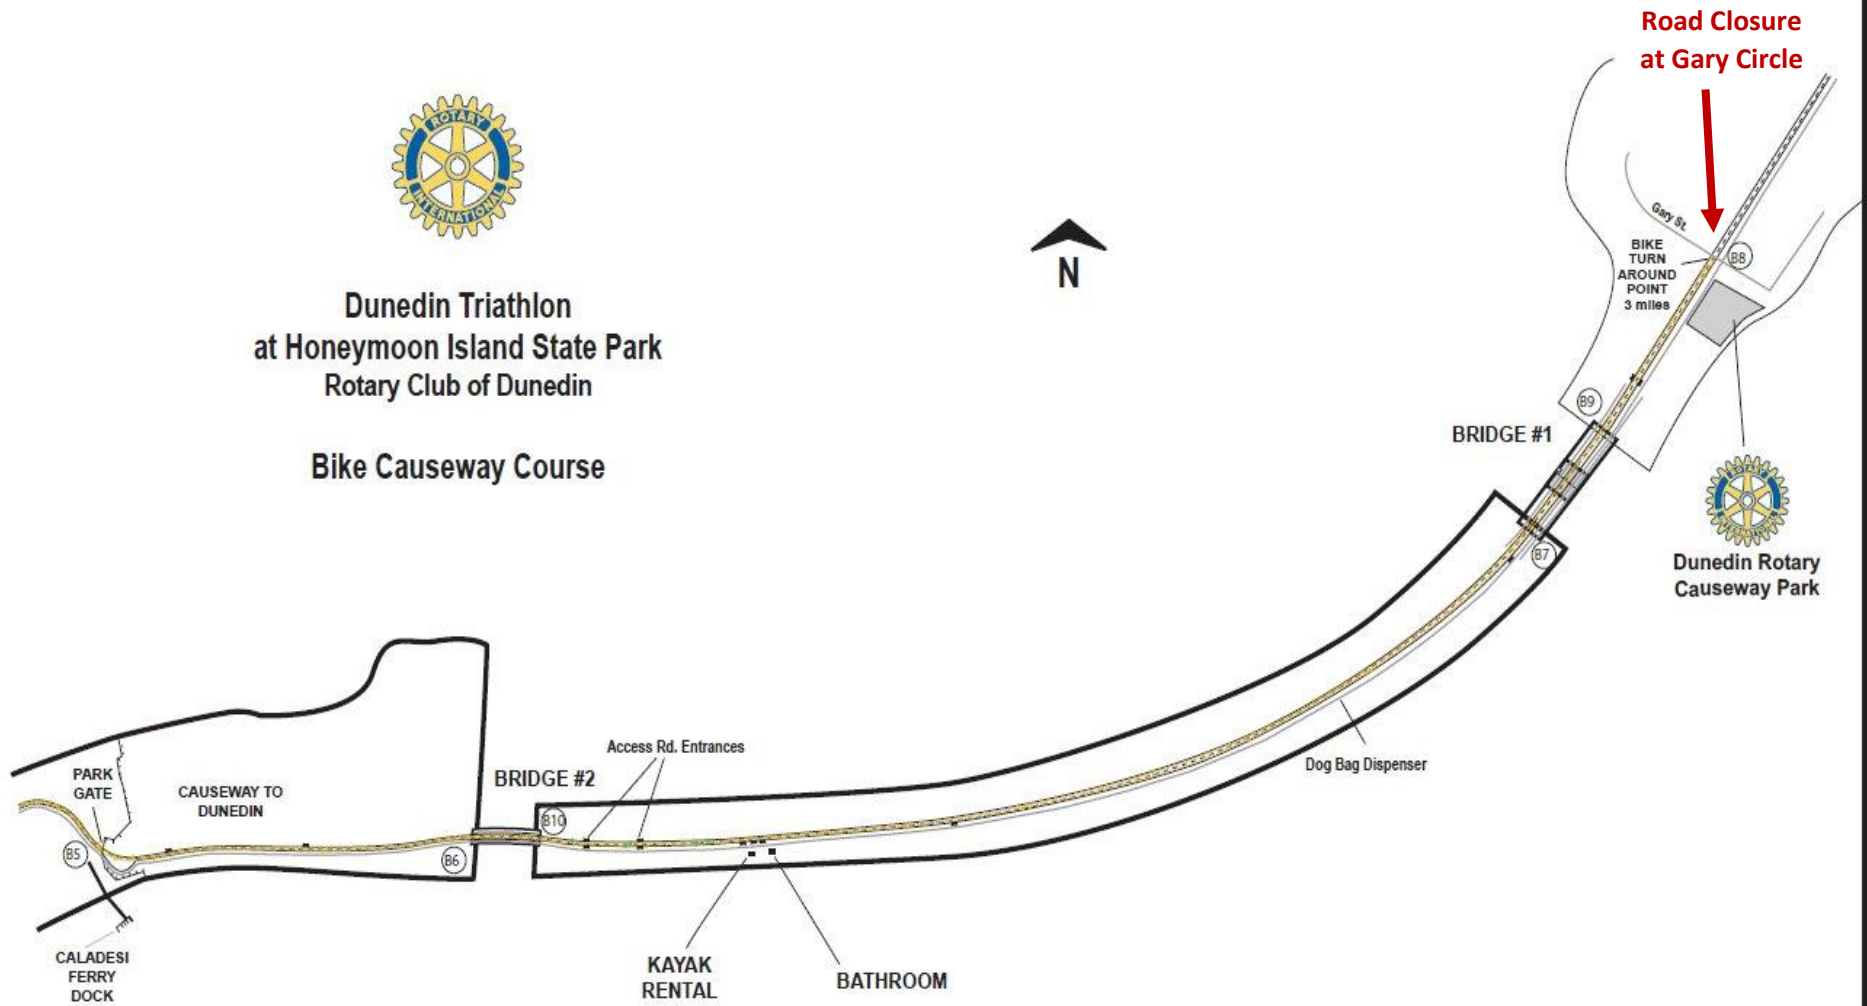 Road Closure
at Gary Circle
ROTARY
INTERNATIONAL
Dunedin Triathlon
at Honeymoon Island State Park
Rotary Club of Dunedin
Bike Causeway Course
N
Gary St.
BIKE
TURN
AROUND
POINT
3 miles
B8
B9
BRIDGE #1
B7
ROTARY
INTERNATIONAL
Dunedin Rotary
Causeway Park
Access Rd. Entrances
BRIDGE #2
Dog Bag Dispenser
PARK
GATE
CAUSEWAY TO
DUNEDIN
B10
B5
B6
CALADESI
FERRY
DOCK
KAYAK
RENTAL
BATHROOM